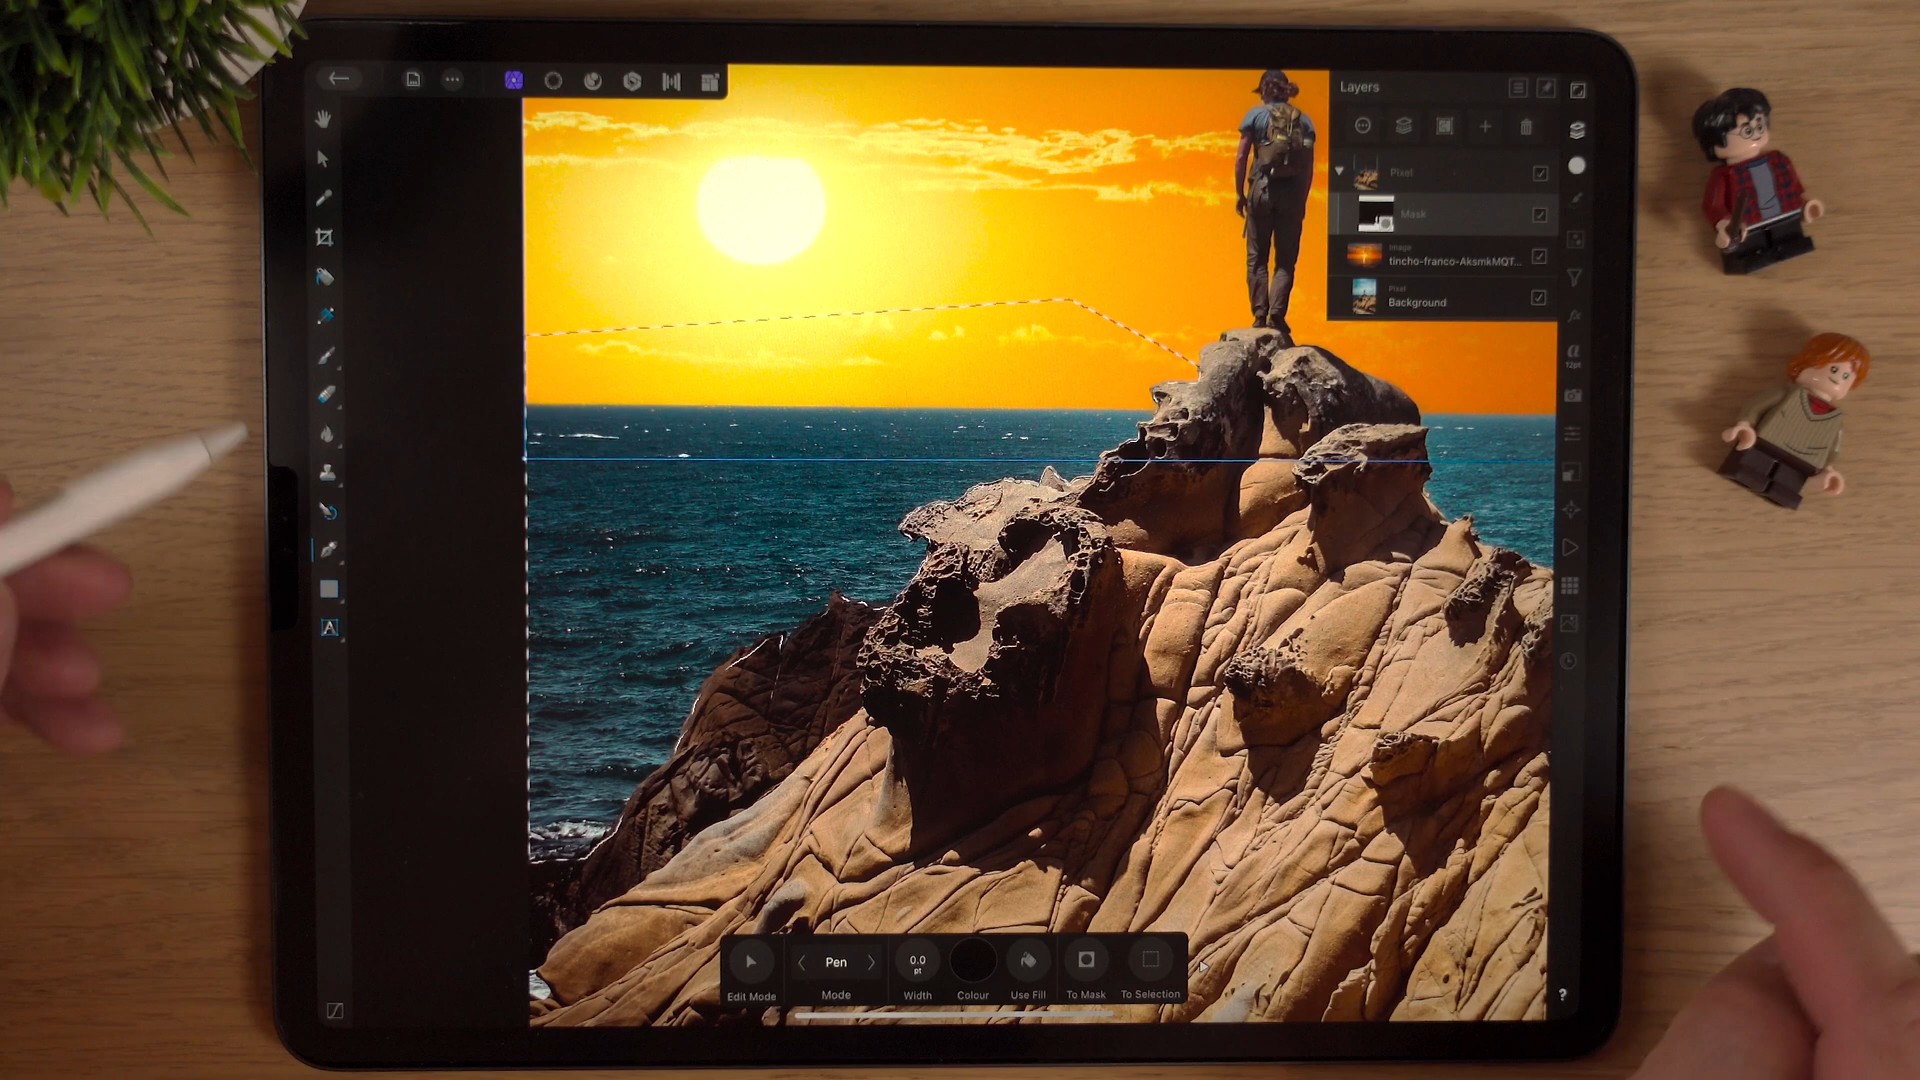 Layers
Pixel
Mask
Image
tincho-franco-AksmkMQT...
Pixel
Background
a
12pt
A
Pen
0.0
pt
Edit Mode
Mode
Width
Colour
Use Fill
To Mask
To Selection
?